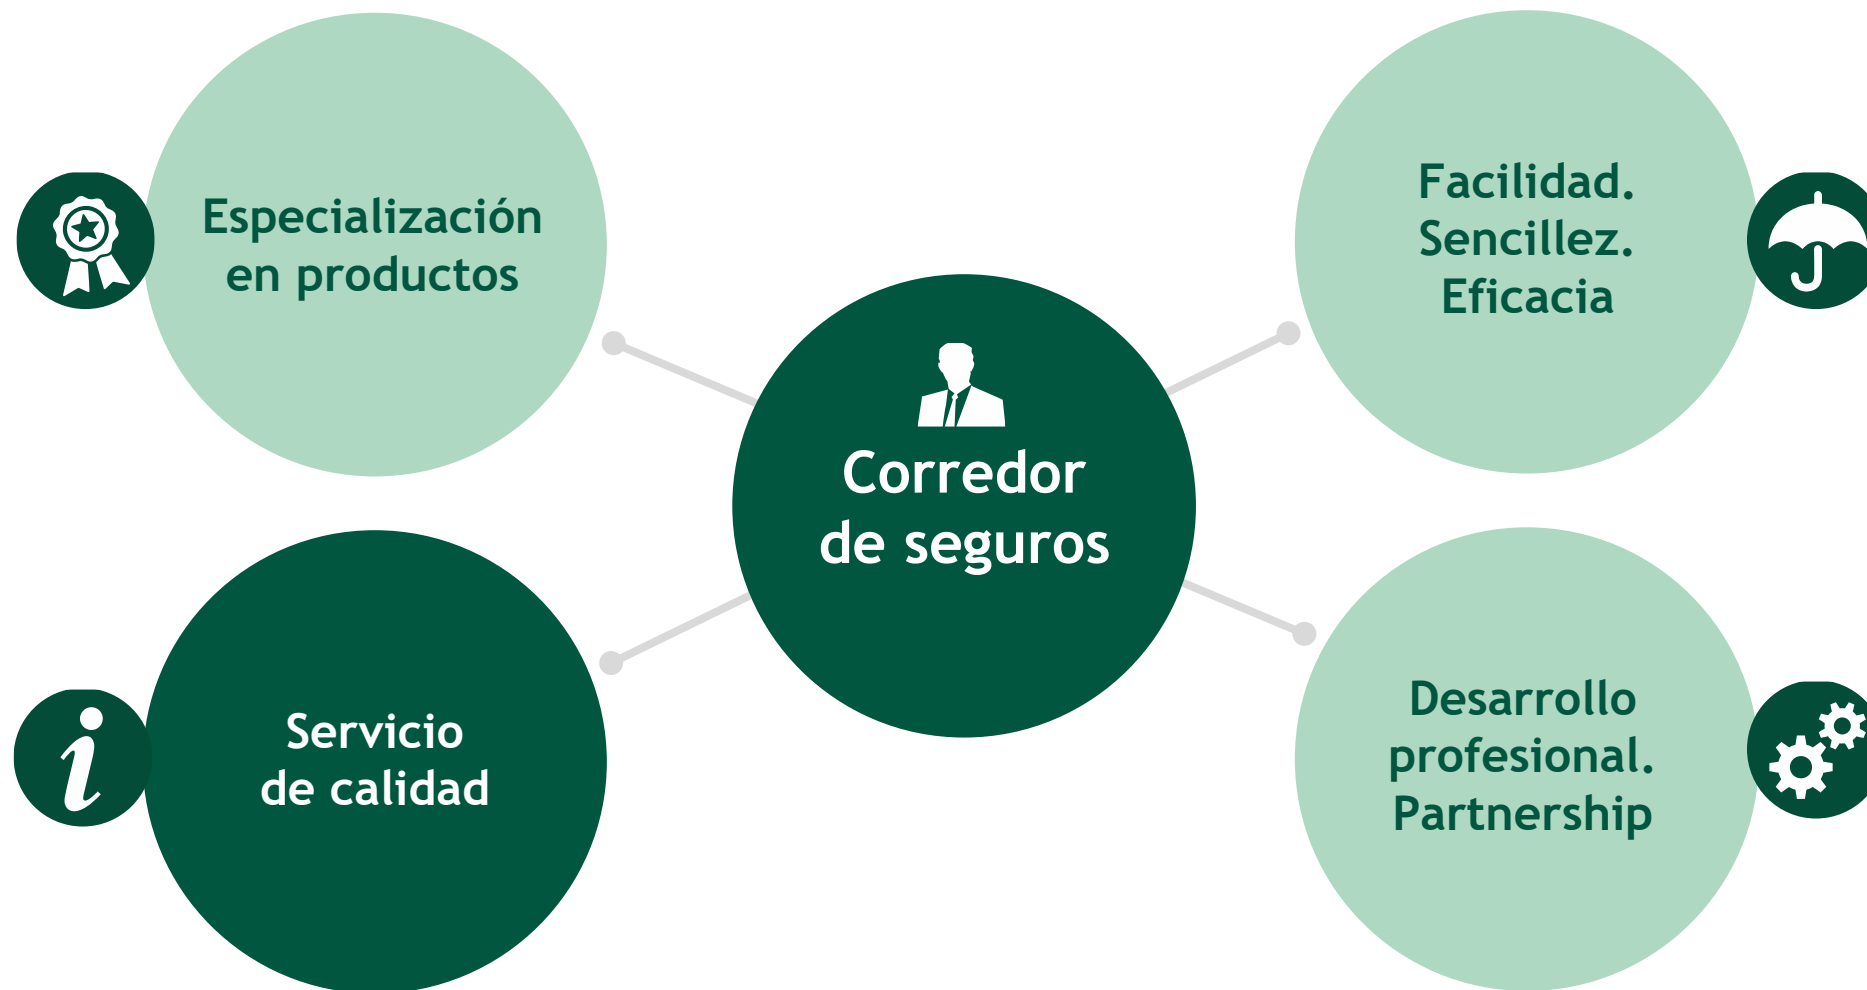 Especialización
en productos
Facilidad.
Sencillez.
Eficacia
Corredor
de seguros
Servicio
de calidad
Desarrollo
profesional.
Partnership